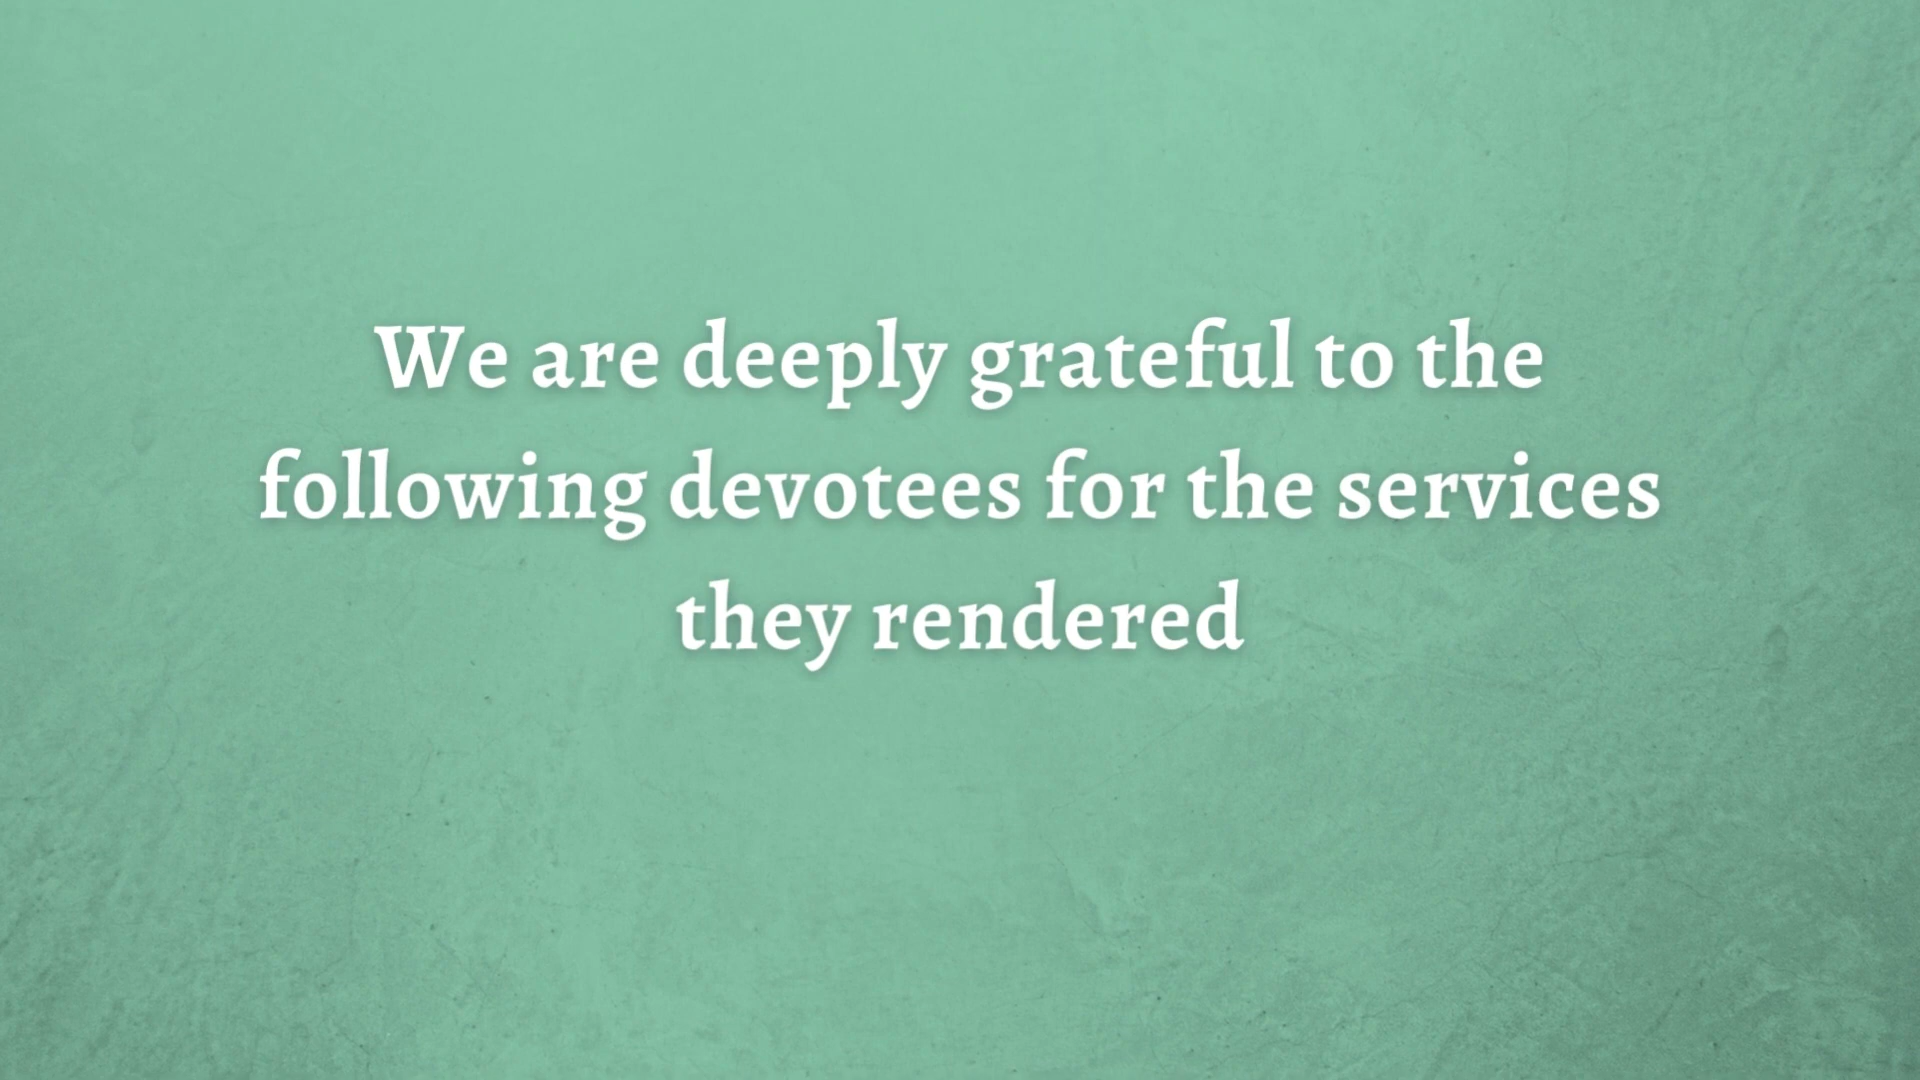 We are deeply grateful to the
following devotees for the services
they rendered